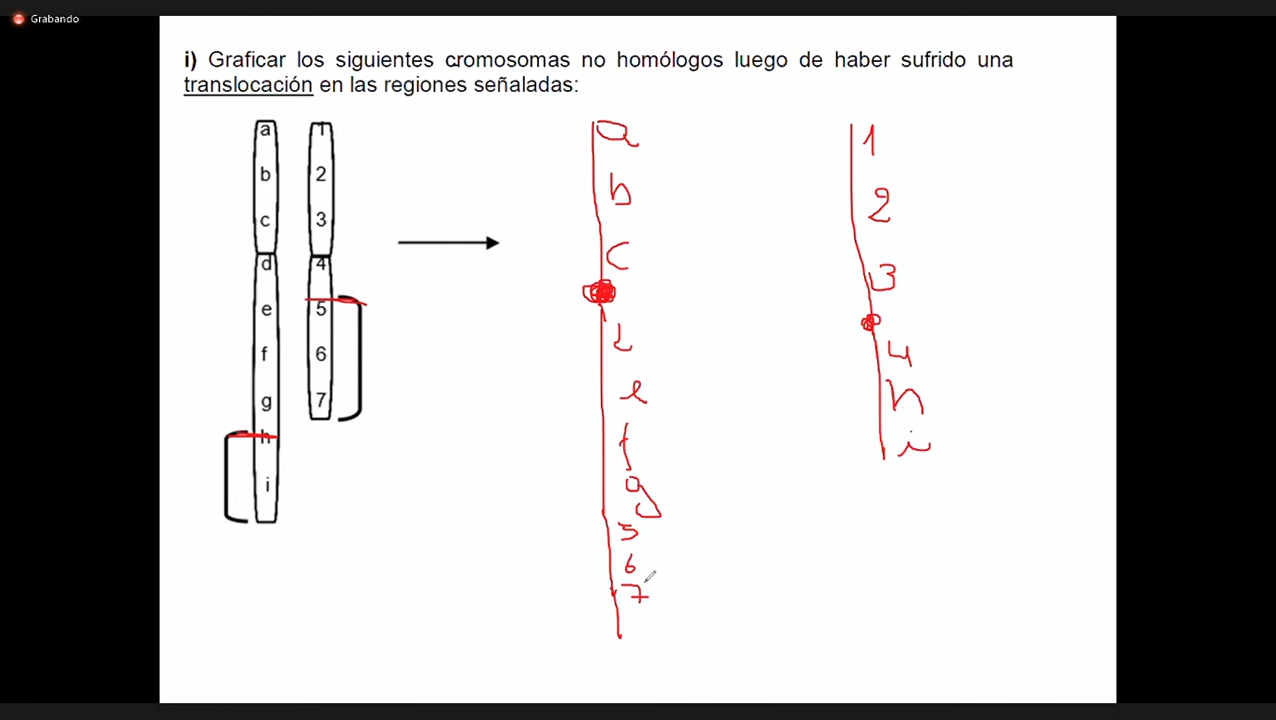 Grabando
i) Graficar los siguientes cromosomas no homólogos luego de haber sufrido una
translocación en las regiones señaladas:
a
b
c
d
e
f
g
h
i
1
2
3
4
5
6
7
a
b
c
d
e
f
g
5
6
7
1
2
3
4
h
i